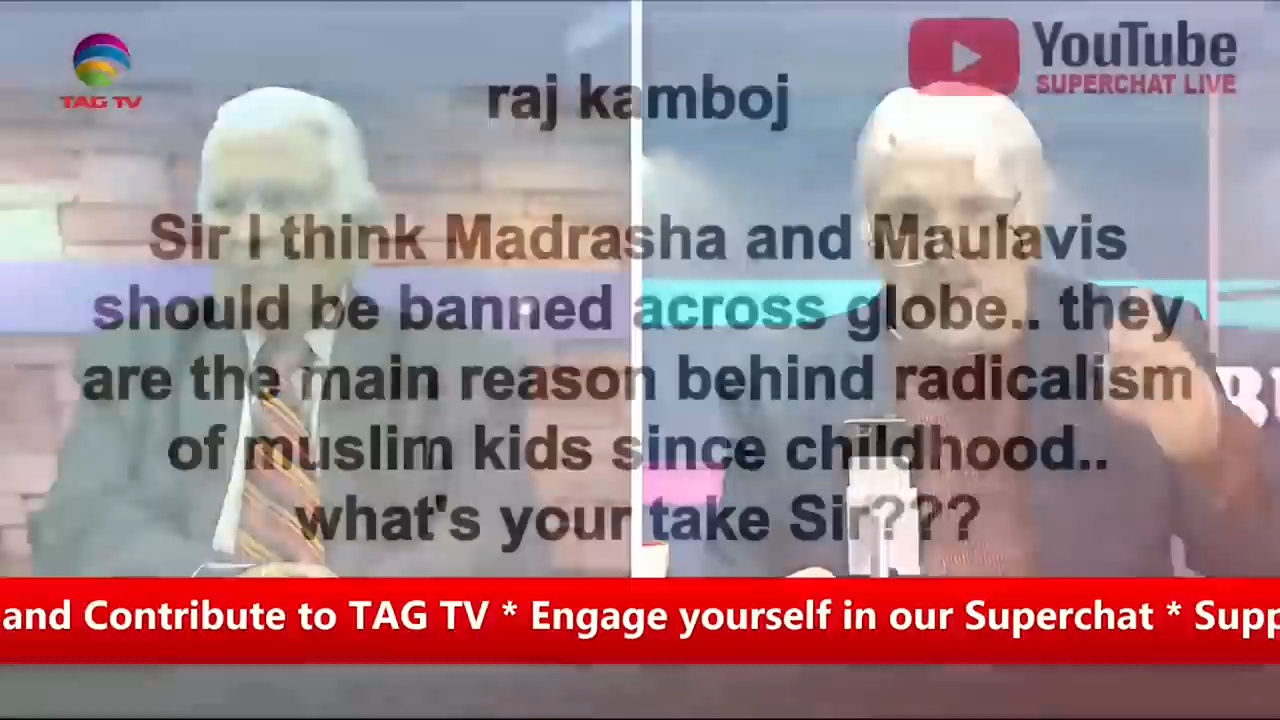 TAG TV
YouTube
SUPERCHAT LIVE
raj kamboj
Sir I think Madrasha and Maulavis
should be banned across globe.. they
are the main reason behind radicalism
of muslim kids since childhood..
what's your take Sir???
and Contribute to TAG TV * Engage yourself in our Superchat * Supp